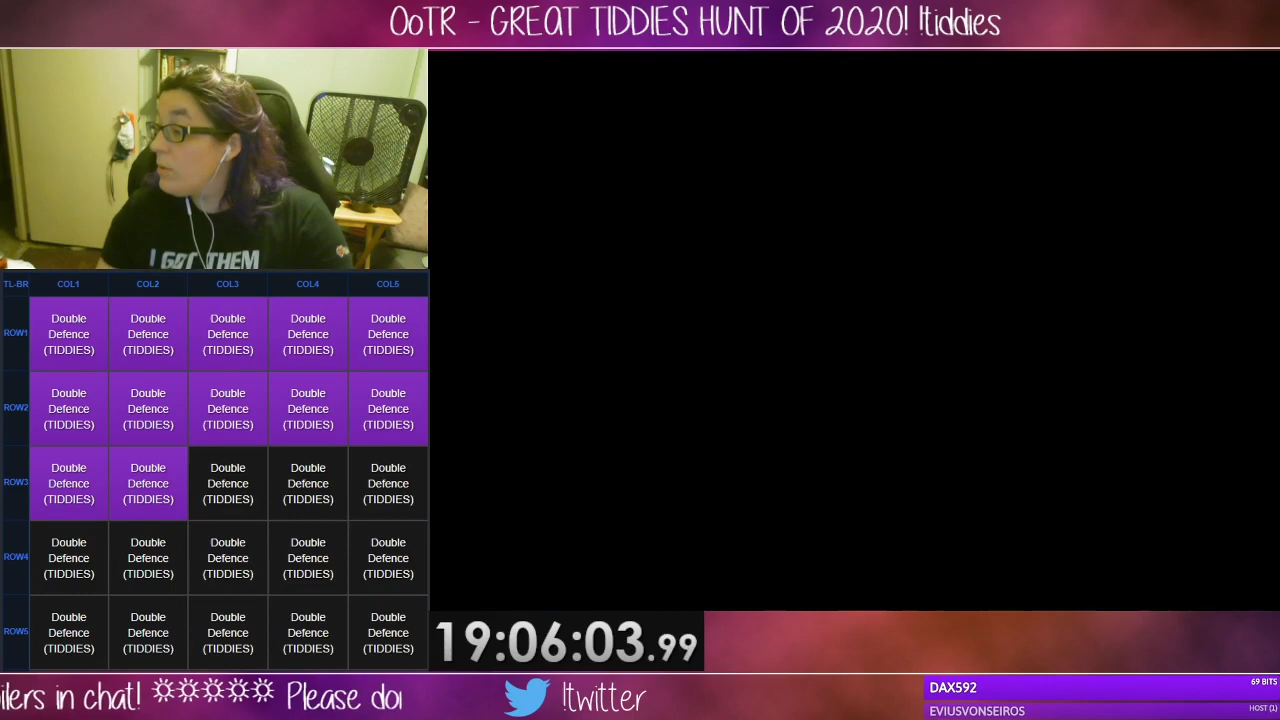 OoTR - GREAT TIDDIES HUNT OF 2020! !tiddies
I GOT THEM
TL-BR COL1 COL2 COL3 COL4 COL5
ROW1
Double Defence (TIDDIES) Double Defence (TIDDIES) Double Defence (TIDDIES) Double Defence (TIDDIES) Double Defence (TIDDIES)
ROW2
Double Defence (TIDDIES) Double Defence (TIDDIES) Double Defence (TIDDIES) Double Defence (TIDDIES) Double Defence (TIDDIES)
ROW3
Double Defence (TIDDIES) Double Defence (TIDDIES) Double Defence (TIDDIES) Double Defence (TIDDIES) Double Defence (TIDDIES)
ROW4
Double Defence (TIDDIES) Double Defence (TIDDIES) Double Defence (TIDDIES) Double Defence (TIDDIES) Double Defence (TIDDIES)
ROW5
Double Defence (TIDDIES) Double Defence (TIDDIES) Double Defence (TIDDIES) Double Defence (TIDDIES) Double Defence (TIDDIES)
19:06:03.99
ilers in chat! ☼☼☼☼☼ Please do
!twitter
DAX592 69 BITS
EVIUSVONSEIROS HOST (1)